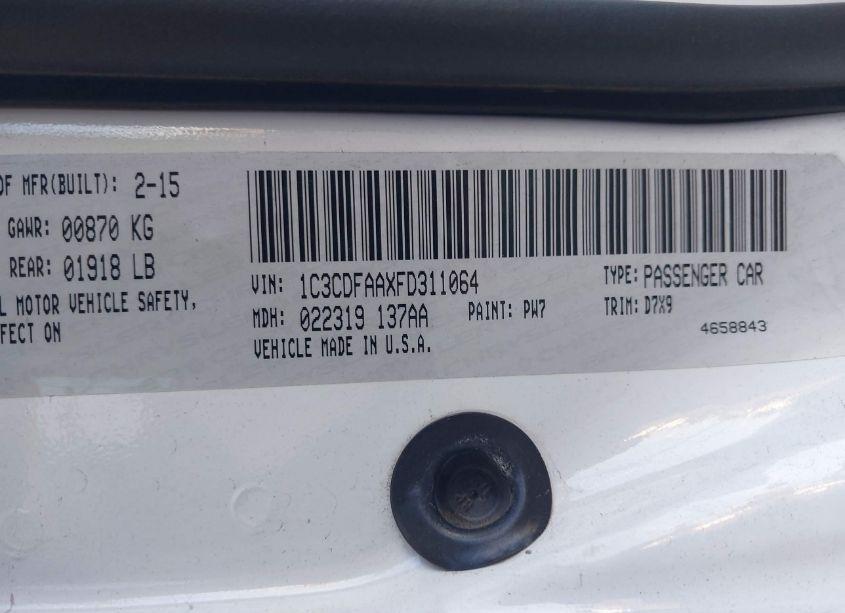 OF MFR(BUILT): 2-15
GAWR: 00870 KG
REAR: 01918 LB
L MOTOR VEHICLE SAFETY,
FECT ON
VIN: 1C3CDFAAXFD311064
TYPE: PASSENGER CAR
MDH: 022319 137AA
PAINT: PW7
TRIM: D7X9
VEHICLE MADE IN U.S.A.
4658843